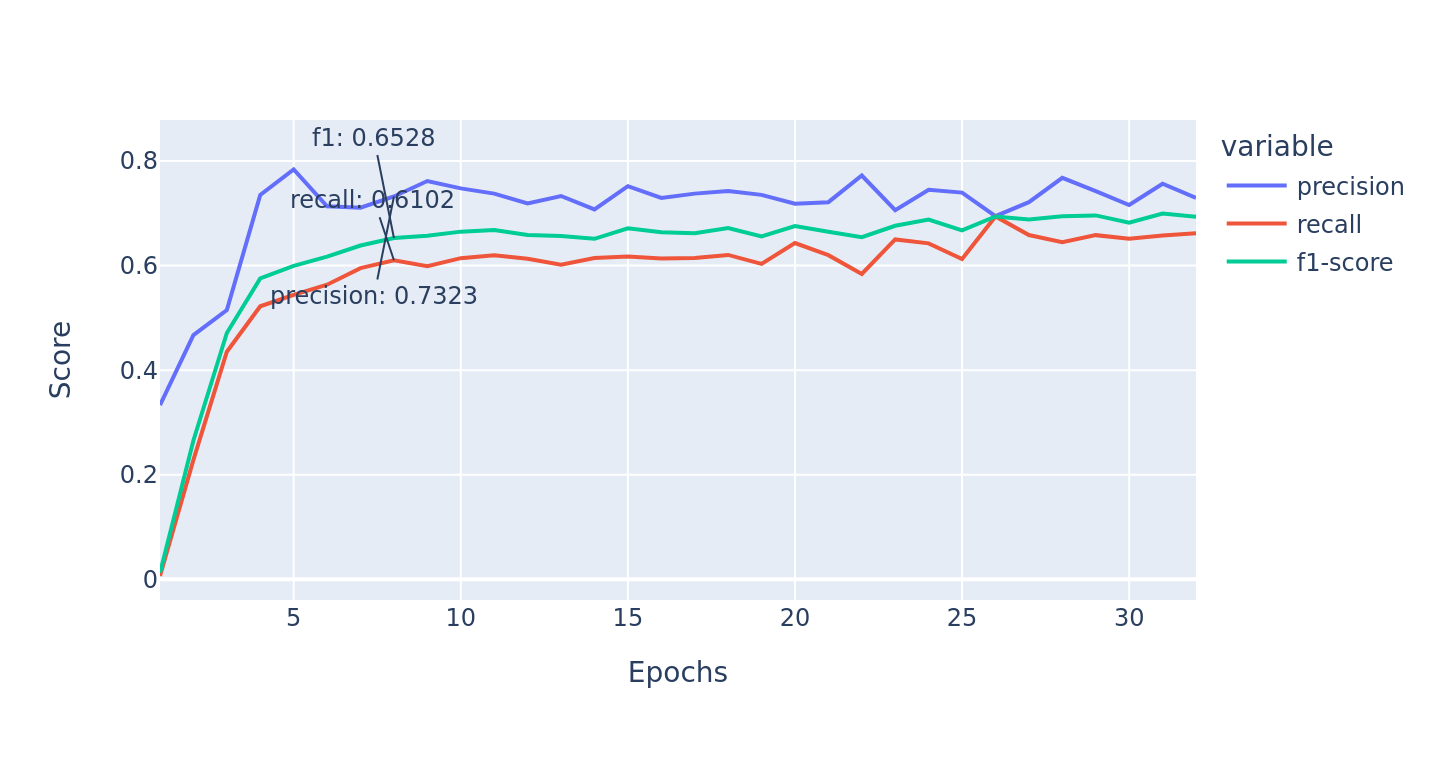 f1: 0.6528
recall: 0.6102
precision: 0.7323
0.8
0.6
0.4
0.2
0
Score
5 10 15 20 25 30
Epochs
variable
precision
recall
f1-score